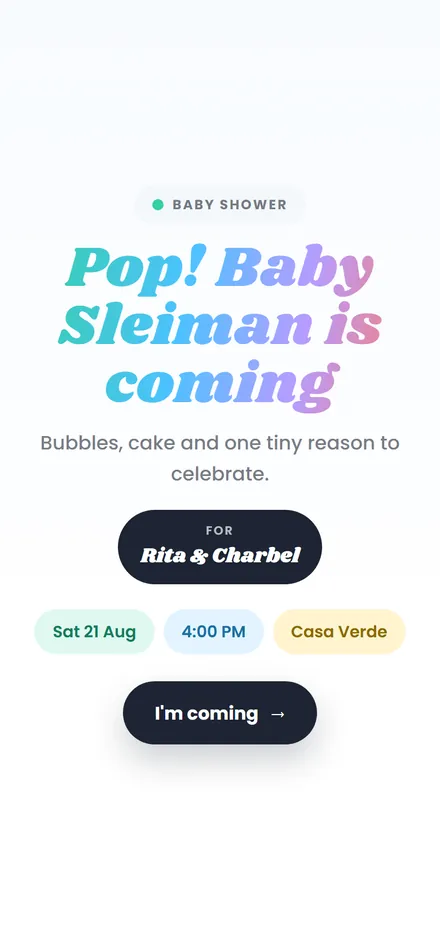 BABY SHOWER
Pop! Baby
Sleiman is
coming
Bubbles, cake and one tiny reason to
celebrate.
FOR
Rita & Charbel
Sat 21 Aug
4:00 PM
Casa Verde
I'm coming →